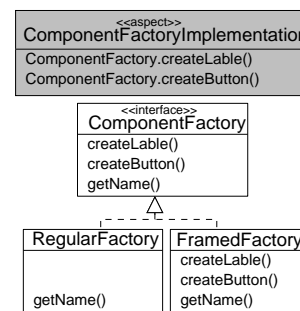 <<aspect>>
ComponentFactoryImplementation
ComponentFactory.createLable()
ComponentFactory.createButton()
<<interface>>
ComponentFactory
createLable()
createButton()
getName()
RegularFactory
getName()
FramedFactory
createLable()
createButton()
getName()